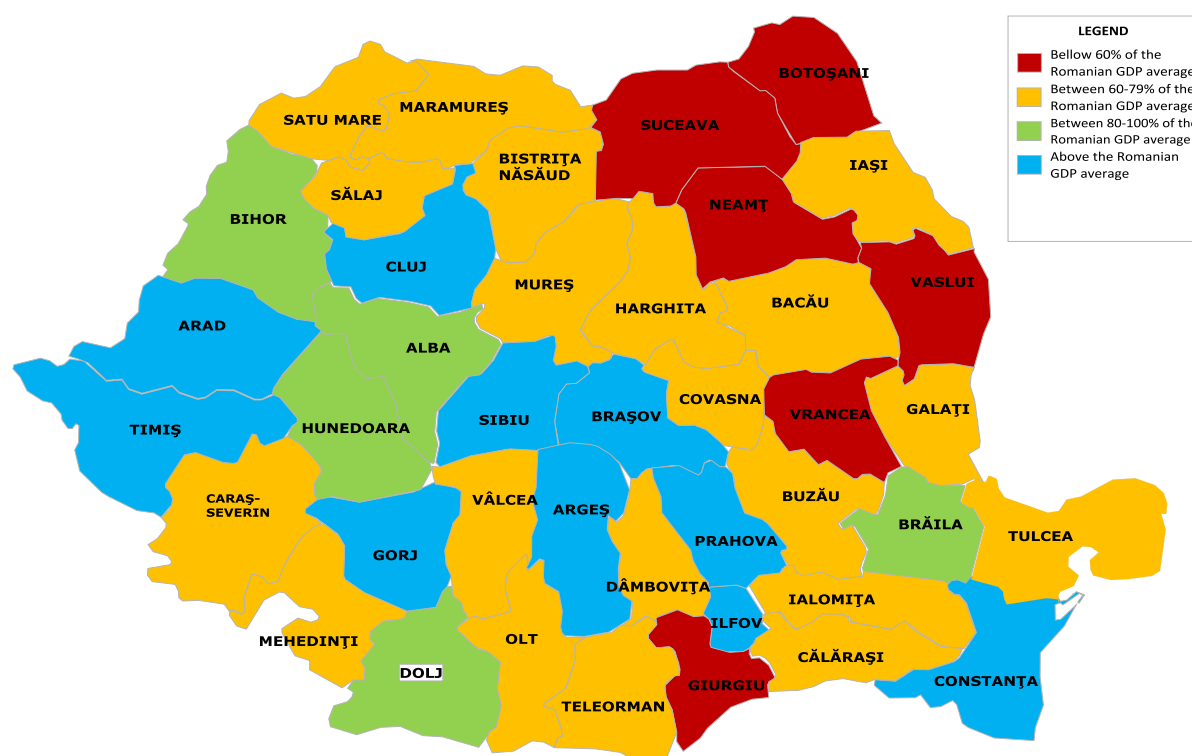 LEGEND
Bellow 60% of the
Romanian GDP average
Between 60-79% of the
Romanian GDP average
Between 80-100% of the
Romanian GDP average
Above the Romanian
GDP average
BOTOŞANI
SUCEAVA
MARAMUREŞ
SATU MARE
BISTRIŢA
NĂSĂUD
IAŞI
SĂLAJ
NEAMŢ
BIHOR
CLUJ
MUREŞ
HARGHITA
BACĂU
VASLUI
ARAD
ALBA
COVASNA
VRANCEA
GALAŢI
SIBIU
BRAŞOV
TIMIŞ
HUNEDOARA
CARAŞ-
SEVERIN
VÂLCEA
ARGEŞ
BUZĂU
BRĂILA
TULCEA
GORJ
PRAHOVA
DÂMBOVIŢA
IALOMIŢA
ILFOV
MEHEDINŢI
OLT
CĂLĂRAŞI
DOLJ
GIURGIU
CONSTANŢA
TELEORMAN